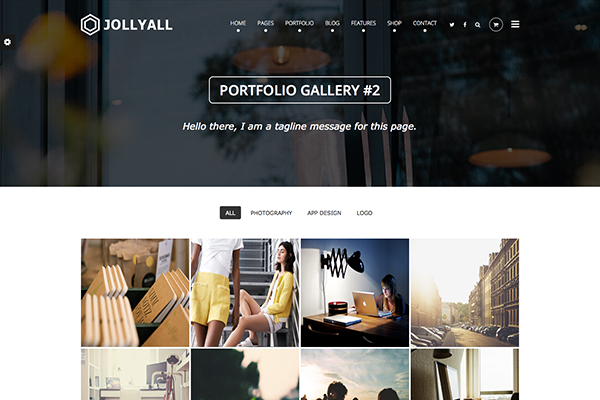 JOLLYALL
HOME PAGES PORTFOLIO BLOG FEATURES SHOP CONTACT
PORTFOLIO GALLERY #2
Hello there, I am a tagline message for this page.
ALL PHOTOGRAPHY APP DESIGN LOGO